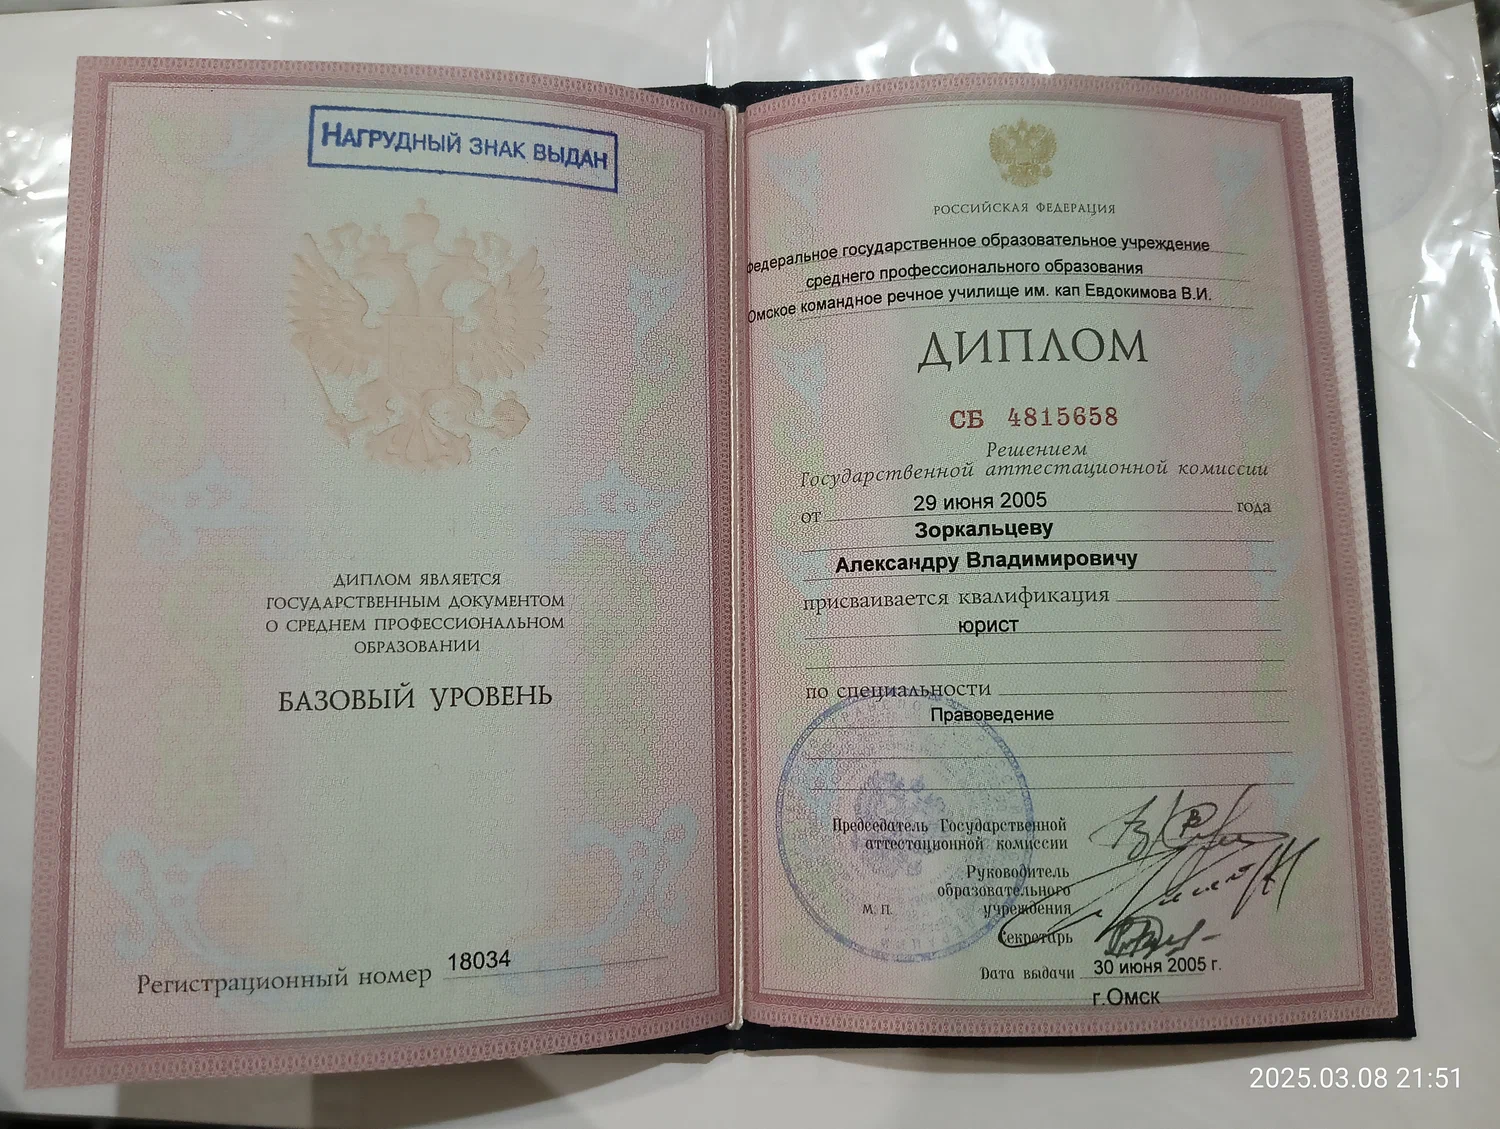 НАГРУДНЫЙ ЗНАК ВЫДАН
ДИПЛОМ ЯВЛЯЕТСЯ
ГОСУДАРСТВЕННЫМ ДОКУМЕНТОМ
О СРЕДНЕМ ПРОФЕССИОНАЛЬНОМ
ОБРАЗОВАНИИ
БАЗОВЫЙ УРОВЕНЬ
Регистрационный номер 18034
РОССИЙСКАЯ ФЕДЕРАЦИЯ
федеральное государственное образовательное учреждение
среднего профессионального образования
Омское командное речное училище им. кап Евдокимова В.И.
ДИПЛОМ
СБ 4815658
Решением
Государственной аттестационной комиссии
от 29 июня 2005 года
Зоркальцеву
Александру Владимировичу
присваивается квалификация
юрист
по специальности
Правоведение
Председатель Государственной
аттестационной комиссии
Руководитель
образовательного
М. П. учреждения
Секретарь
Дата выдачи 30 июня 2005 г.
г.Омск
2025.03.08 21:51